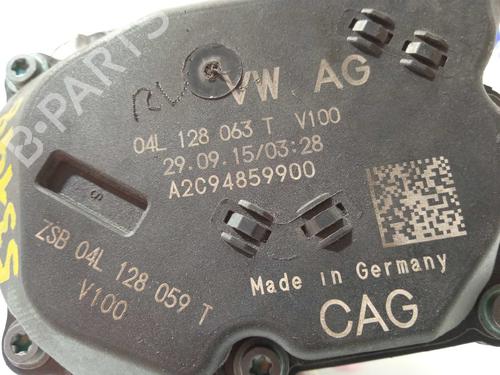 VW AG
04L 128 063 T V100
29.09.15/03:28
A2C94859900
ZSB 04L 128 059 T
V100
Made in Germany
CAG
B-PARTS